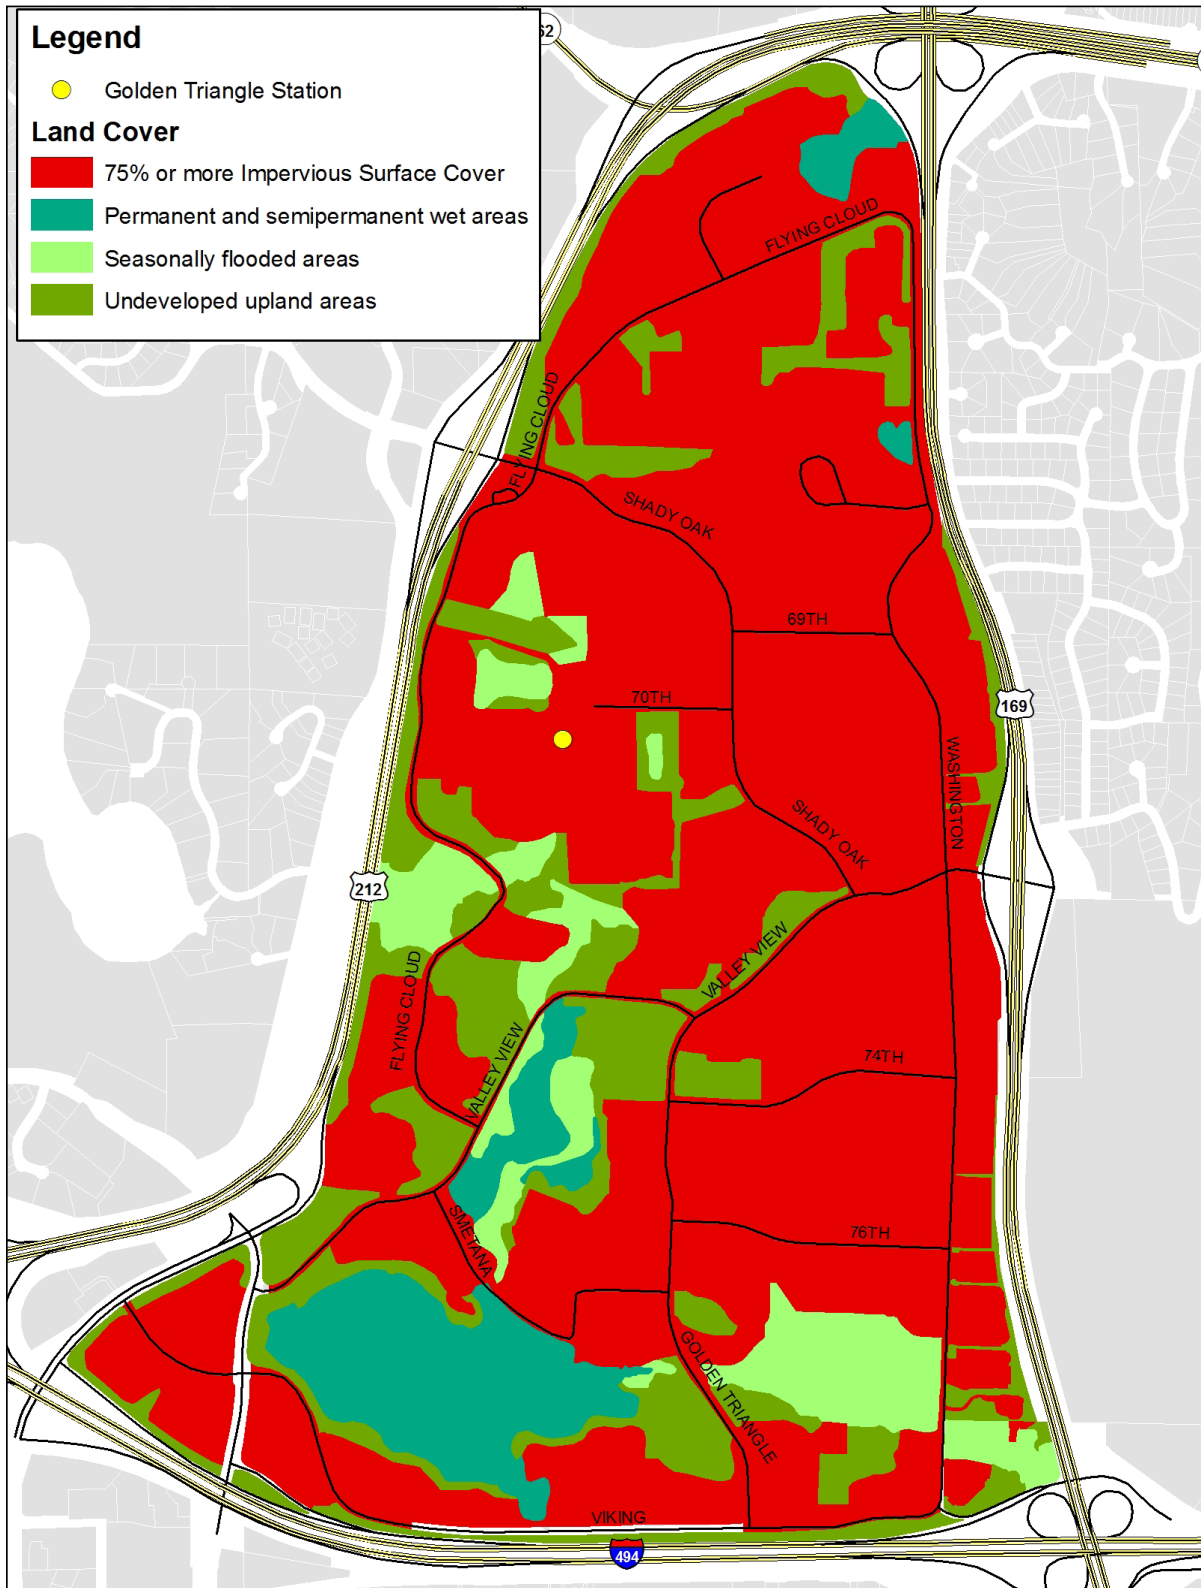 Legend
Golden Triangle Station
Land Cover
75% or more Impervious Surface Cover
Permanent and semipermanent wet areas
Seasonally flooded areas
Undeveloped upland areas
62
FLYING CLOUD
FLYING CLOUD
SHADY OAK
69TH
70TH
169
WASHINGTON
SHADY OAK
212
VALLEY VIEW
FLYING CLOUD
VALLEY VIEW
74TH
SMETANA
76TH
GOLDEN TRIANGLE
VIKING
494